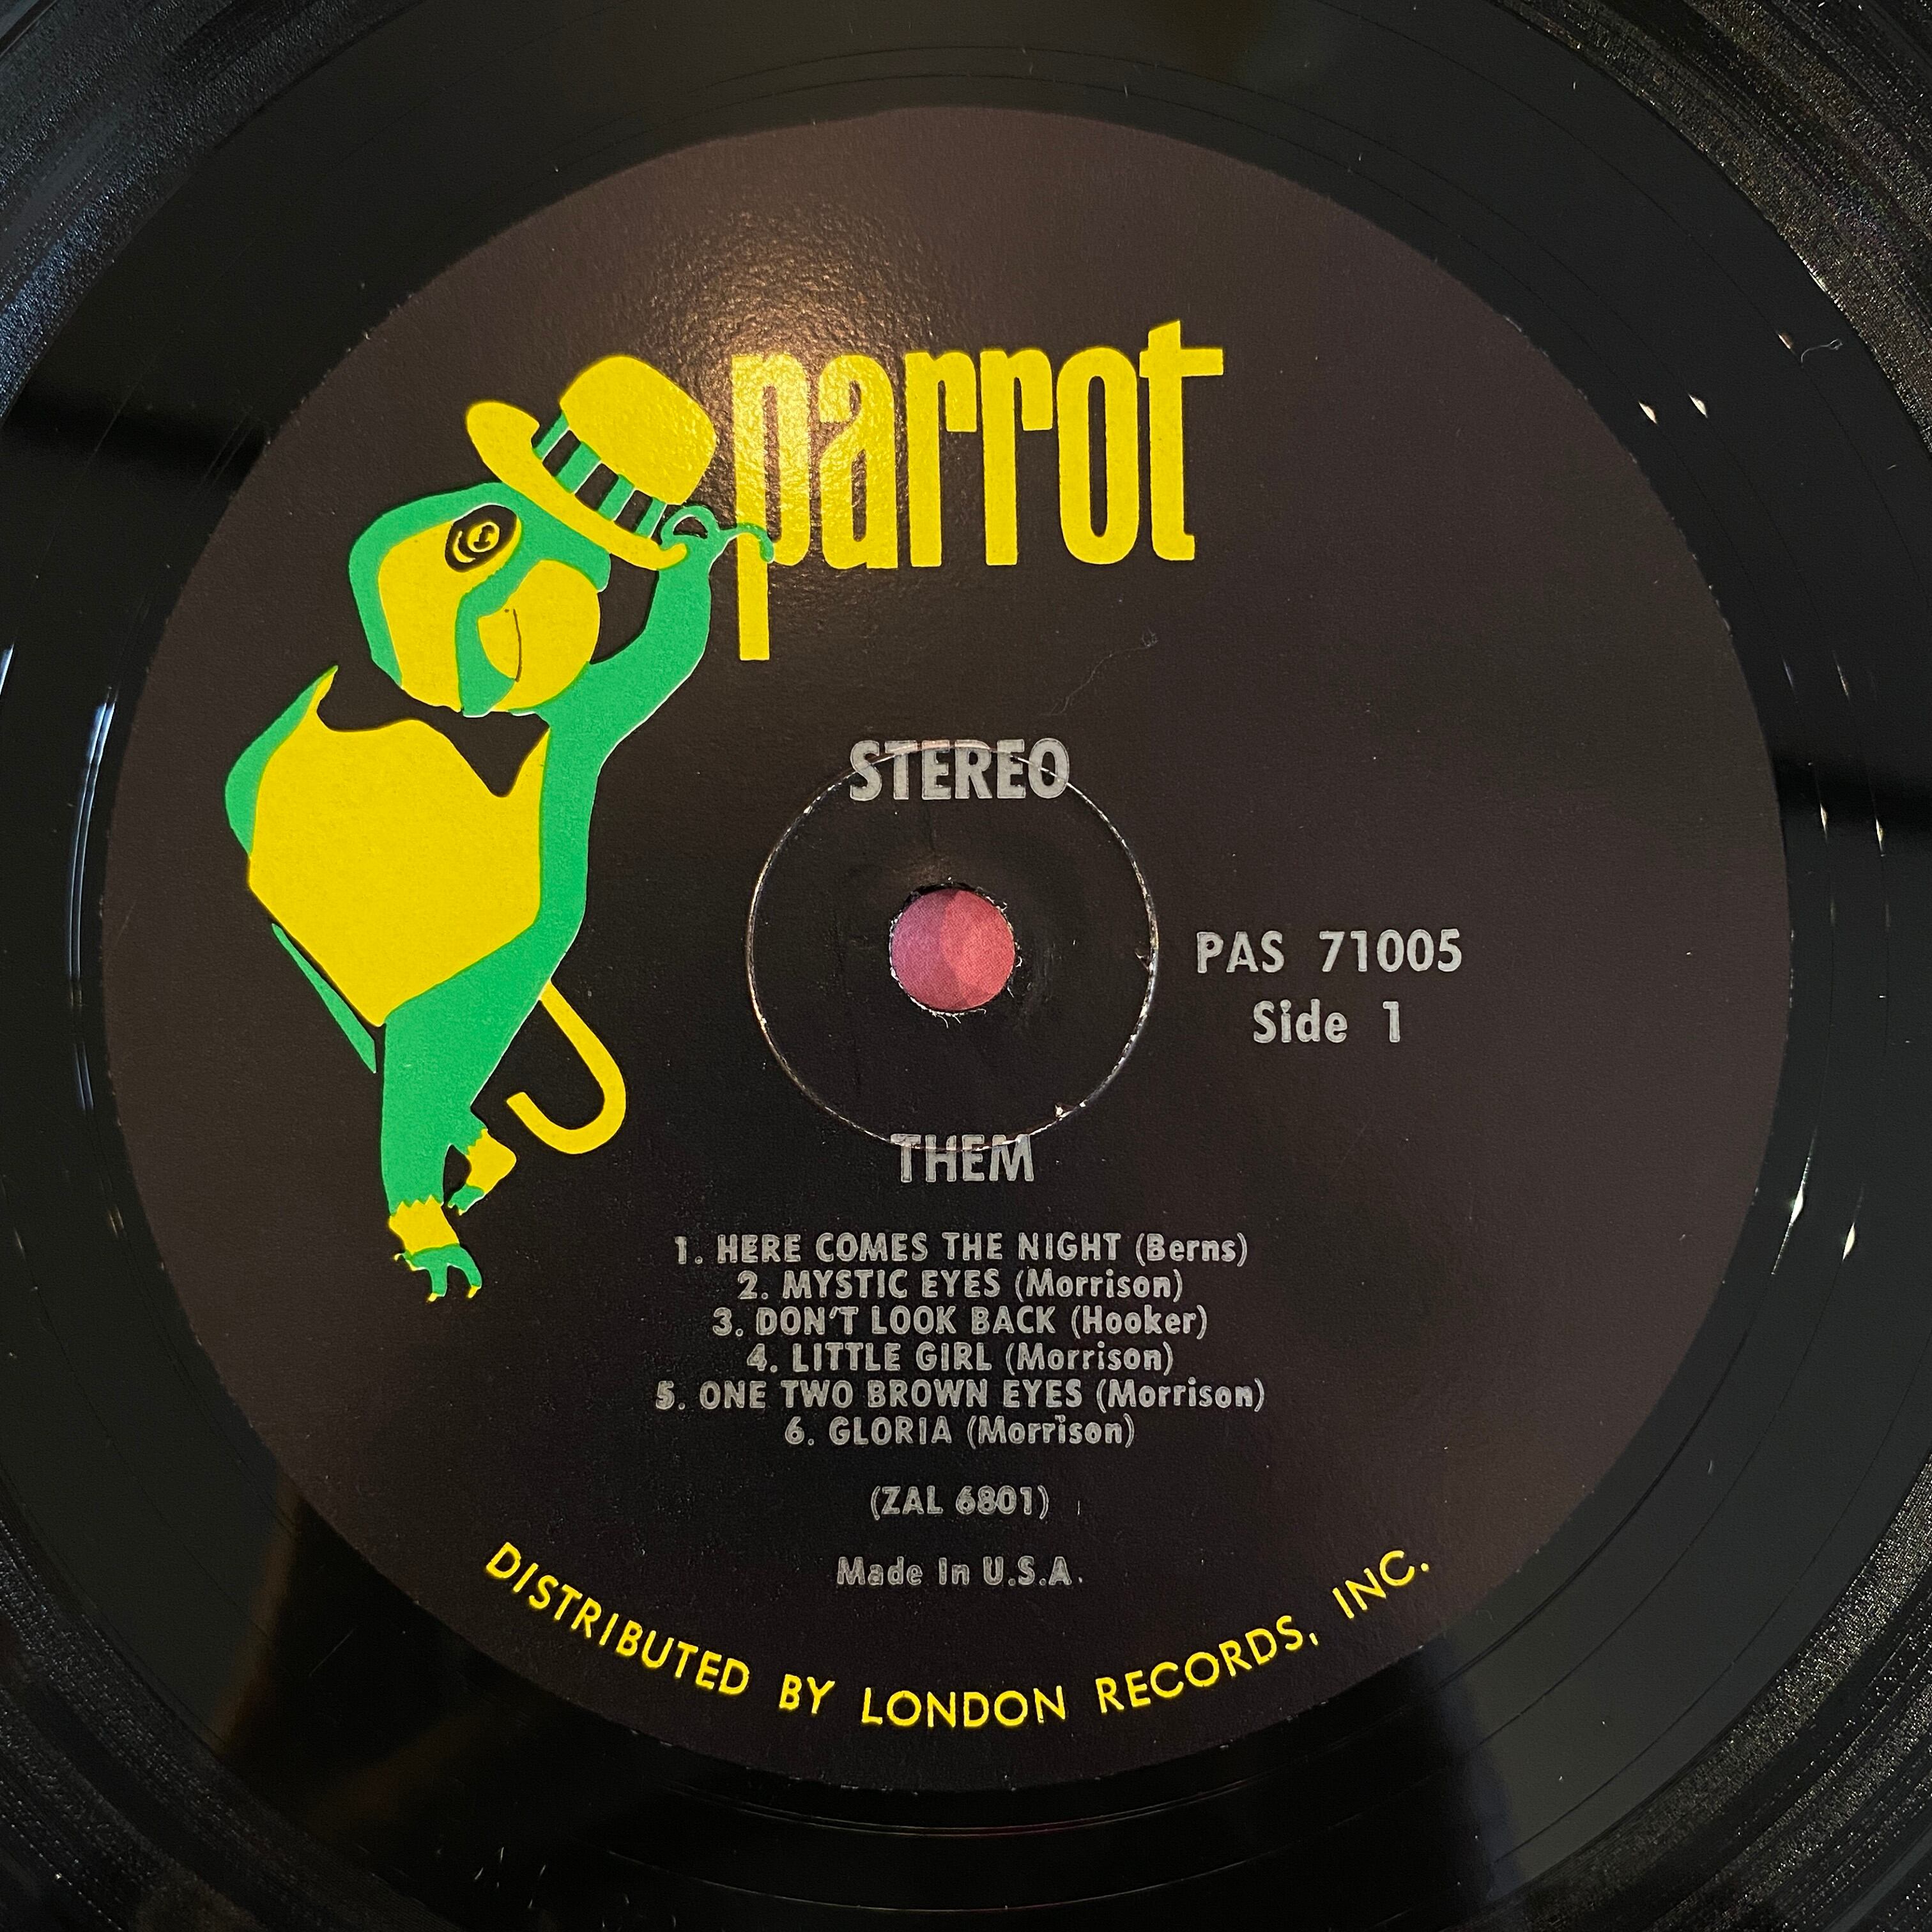 parrot
STEREO
PAS 71005
Side 1
THEM
1. HERE COMES THE NIGHT (Berns)
2. MYSTIC EYES (Morrison)
3. DON'T LOOK BACK (Hooker)
4. LITTLE GIRL (Morrison)
5. ONE TWO BROWN EYES (Morrison)
6. GLORIA (Morrison)
(ZAL 6801)
Made In U.S.A.
DISTRIBUTED BY LONDON RECORDS, INC.